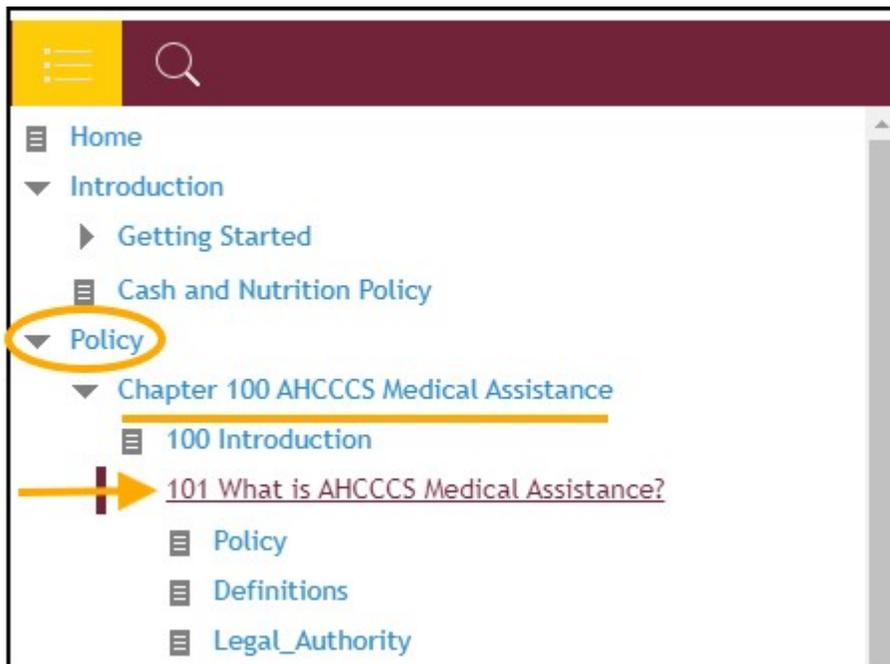 Home
Introduction
Getting Started
Cash and Nutrition Policy
Policy
Chapter 100 AHCCCS Medical Assistance
100 Introduction
101 What is AHCCCS Medical Assistance?
Policy
Definitions
Legal_Authority